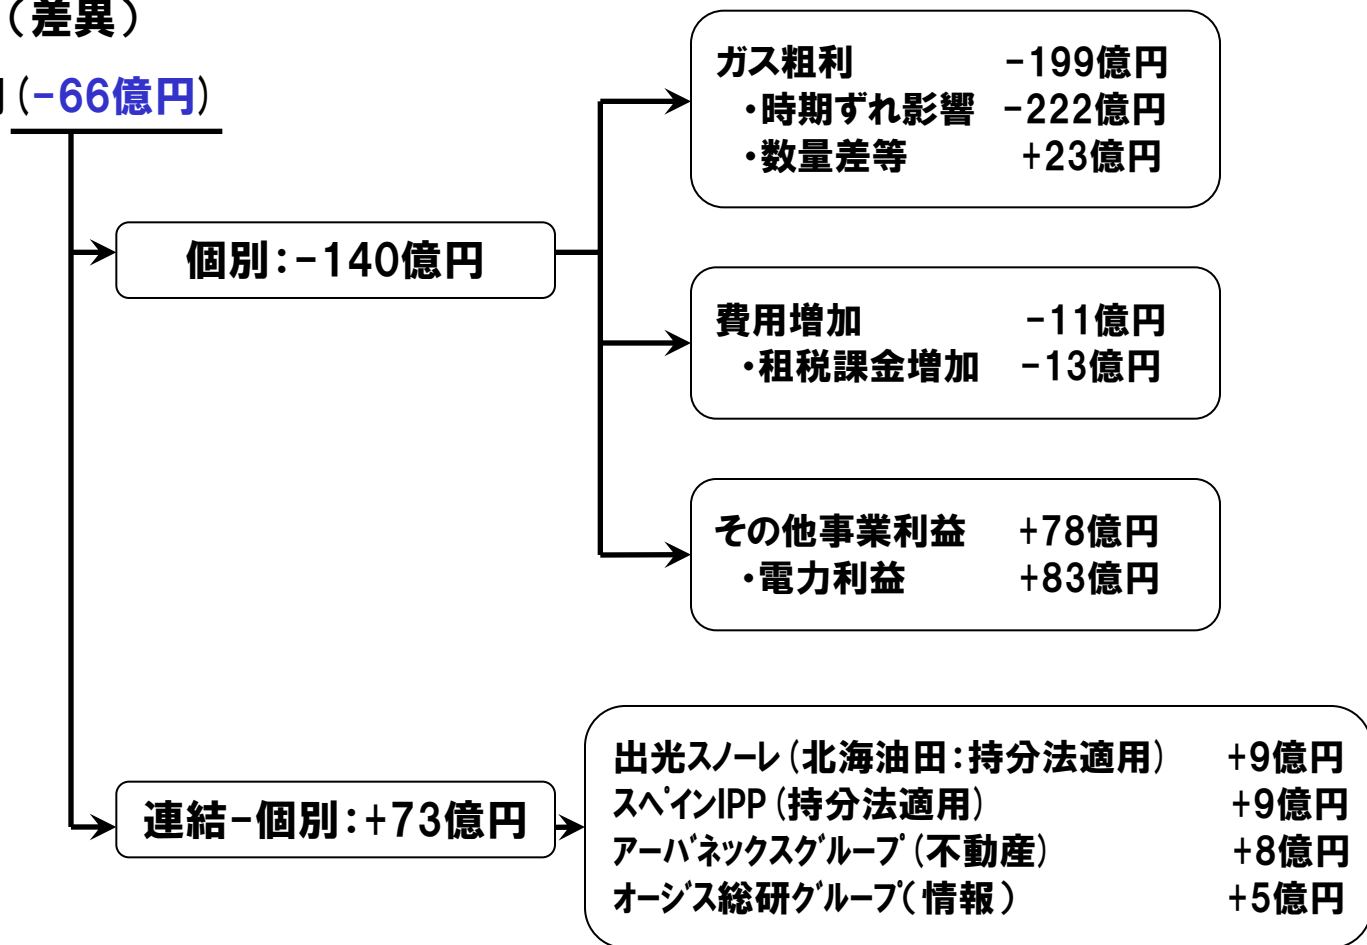 (差異)
(-66億円)
ガス粗利 -199億円
・時期ずれ影響 -222億円
・数量差等 +23億円
個別:-140億円
費用増加 -11億円
・租税課金増加 -13億円
その他事業利益 +78億円
・電力利益 +83億円
連結-個別:+73億円
出光スノーレ(北海油田:持分法適用) +9億円
スペインIPP(持分法適用) +9億円
アーバネックスグループ(不動産) +8億円
オージス総研グループ(情報) +5億円